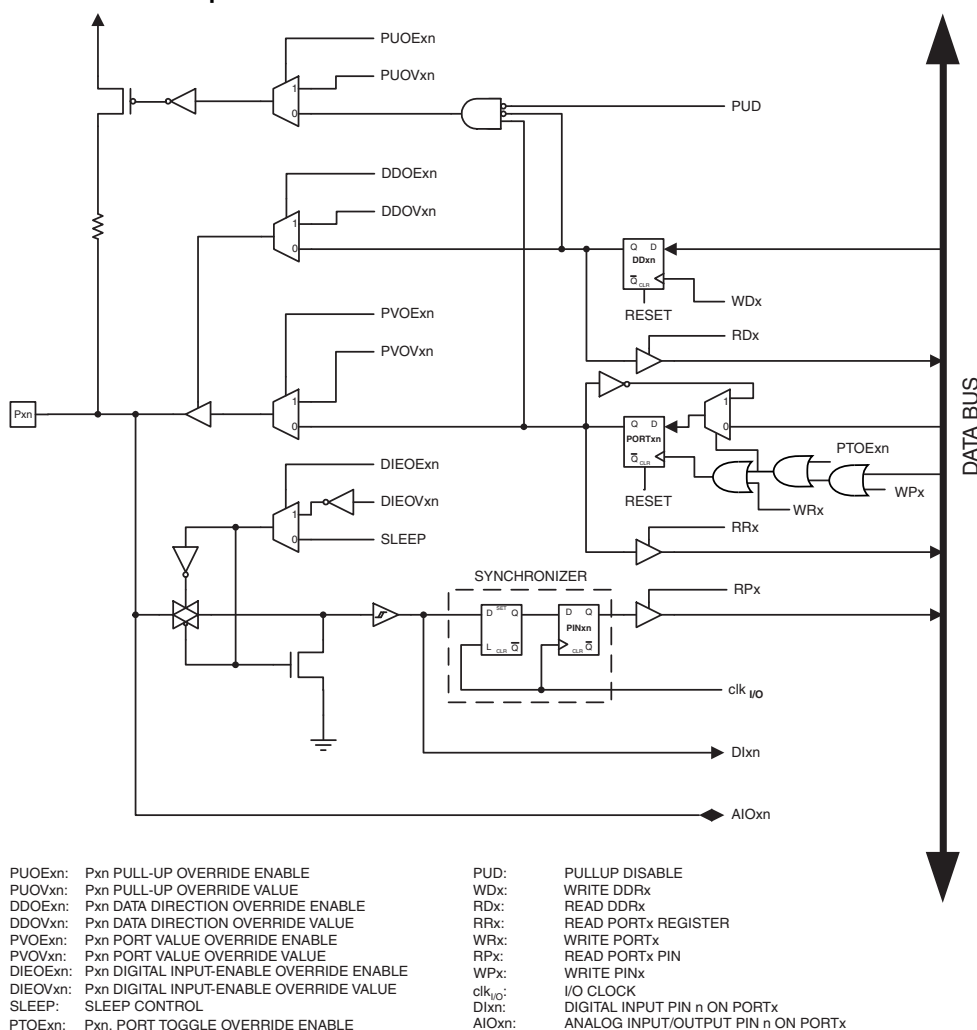 PUOExn
PUOVxn
1
0
PUD
DDOExn
DDOVxn
1
0
Q D
DDxn
Q CLR
WDx
RESET
RDx
PVOExn
PVOVxn
1
0
Pxn
1
0
Q D
PORTxn
Q CLR
PTOExn
WPx
RESET
WRx
RRx
DATA BUS
DIEOExn
DIEOVxn
1
0
SLEEP
SYNCHRONIZER
RPx
D SET Q
L CLR Q
D Q
PINxn
CLR Q
clk I/O
DIxn
AIOxn
PUOExn: Pxn PULL-UP OVERRIDE ENABLE
PUOVxn: Pxn PULL-UP OVERRIDE VALUE
DDOExn: Pxn DATA DIRECTION OVERRIDE ENABLE
DDOVxn: Pxn DATA DIRECTION OVERRIDE VALUE
PVOExn: Pxn PORT VALUE OVERRIDE ENABLE
PVOVxn: Pxn PORT VALUE OVERRIDE VALUE
DIEOExn: Pxn DIGITAL INPUT-ENABLE OVERRIDE ENABLE
DIEOVxn: Pxn DIGITAL INPUT-ENABLE OVERRIDE VALUE
SLEEP: SLEEP CONTROL
PTOExn: Pxn, PORT TOGGLE OVERRIDE ENABLE
PUD: PULLUP DISABLE
WDx: WRITE DDRx
RDx: READ DDRx
RRx: READ PORTx REGISTER
WRx: WRITE PORTx
RPx: READ PORTx PIN
WPx: WRITE PINx
clkI/O: I/O CLOCK
DIxn: DIGITAL INPUT PIN n ON PORTx
AIOxn: ANALOG INPUT/OUTPUT PIN n ON PORTx